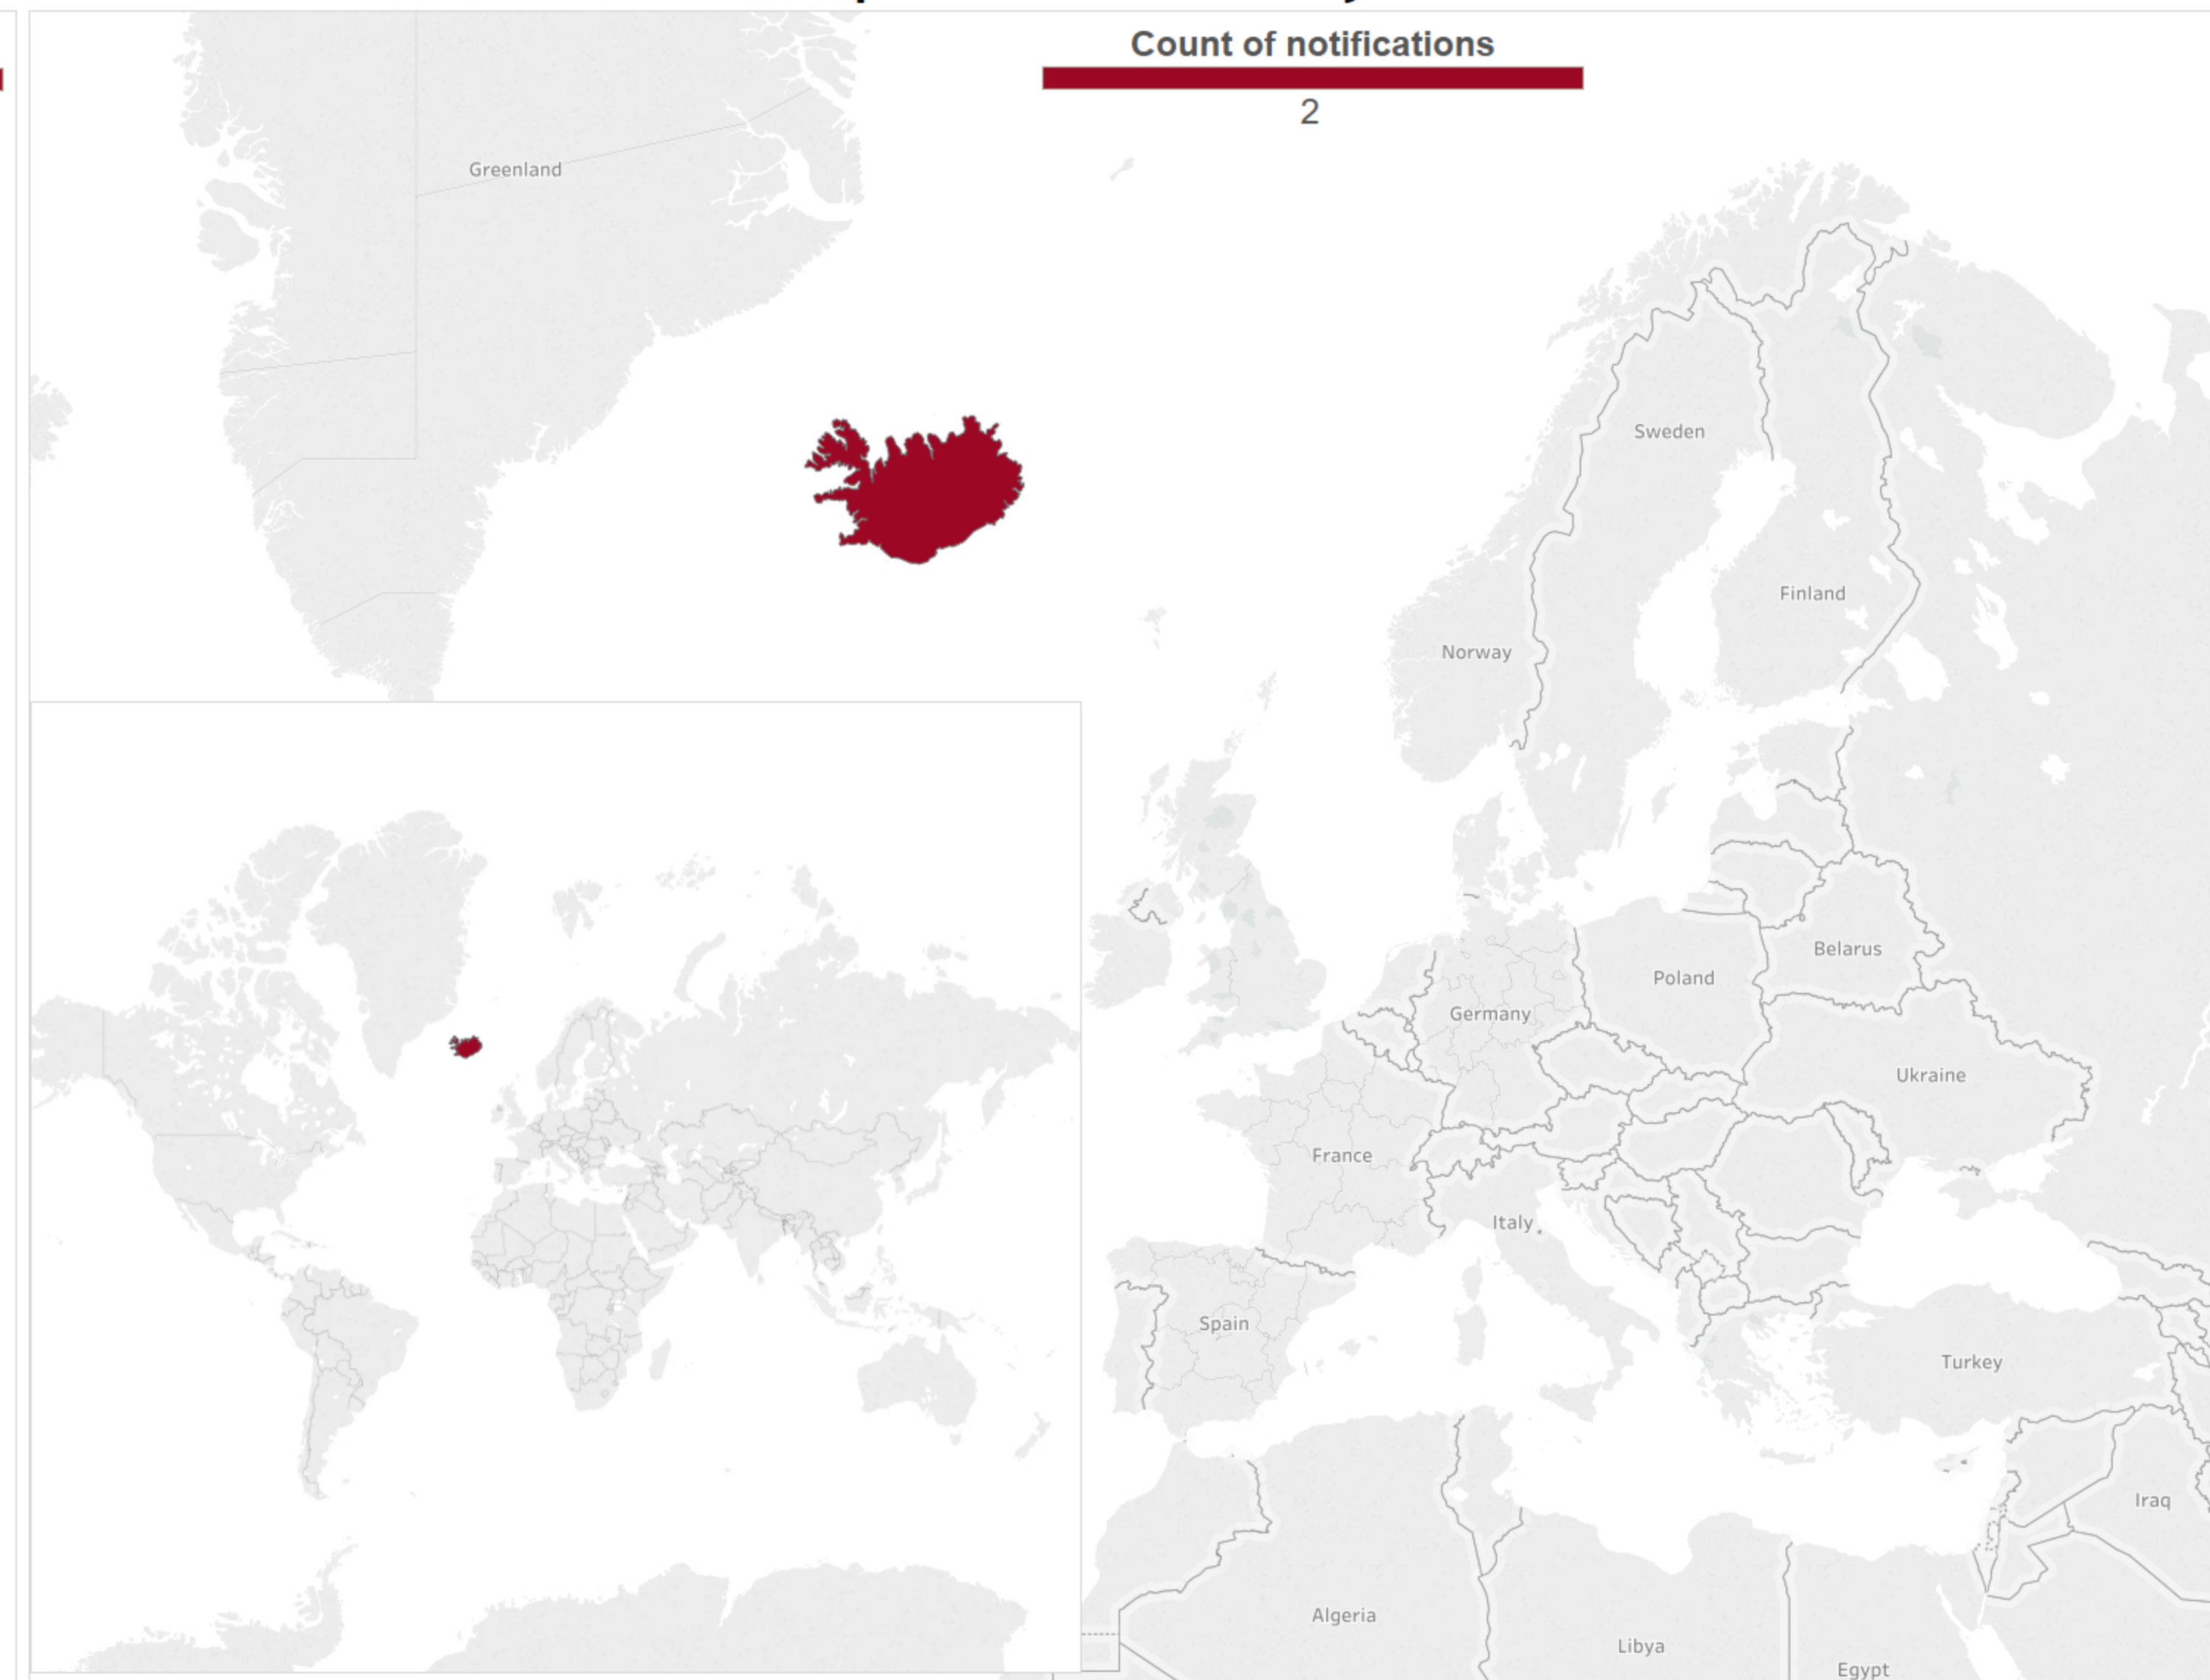 Count of notifications
2
Greenland
Sweden
Finland
Norway
Belarus
Poland
Germany
Ukraine
France
Italy
Spain
Turkey
Iraq
Algeria
Libya
Egypt